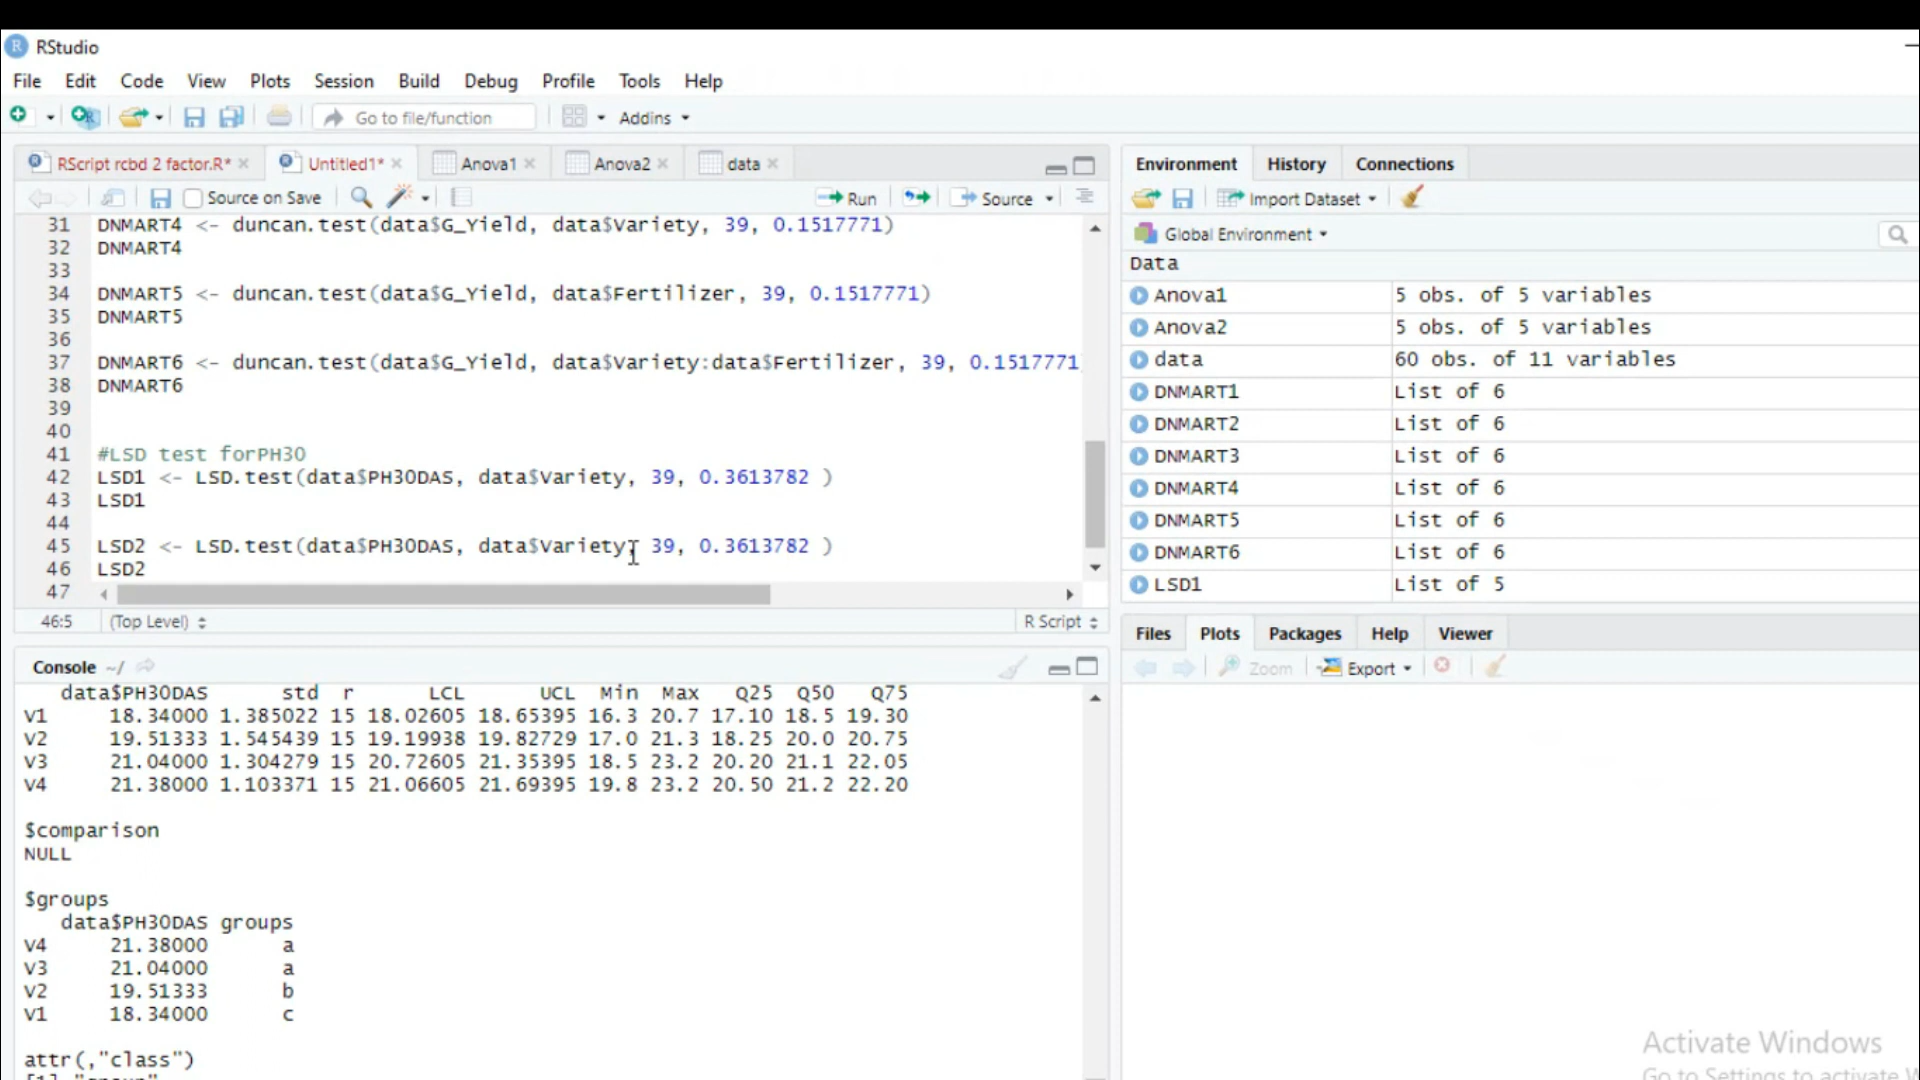 RStudio
File Edit Code View Plots Session Build Debug Profile Tools Help
Go to file/function Addins
RScript rcbd 2 factor.R* Untitled1* Anova1 Anova2 data
Source on Save Run Source
31 DNMART4 <- duncan.test(data$G_Yield, data$Variety, 39, 0.1517771)
32 DNMART4
33
34 DNMART5 <- duncan.test(data$G_Yield, data$Fertilizer, 39, 0.1517771)
35 DNMART5
36
37 DNMART6 <- duncan.test(data$G_Yield, data$Variety:data$Fertilizer, 39, 0.1517771
38 DNMART6
39
40
41 #LSD test forPH30
42 LSD1 <- LSD.test(data$PH30DAS, data$Variety, 39, 0.3613782 )
43 LSD1
44
45 LSD2 <- LSD.test(data$PH30DAS, data$Variety, 39, 0.3613782 )
46 LSD2
47
46:5 (Top Level) R Script
Console ~/
data$PH30DAS std r LCL UCL Min Max Q25 Q50 Q75
V1 18.34000 1.385022 15 18.02605 18.65395 16.3 20.7 17.10 18.5 19.30
V2 19.51333 1.545439 15 19.19938 19.82729 17.0 21.3 18.25 20.0 20.75
V3 21.04000 1.304279 15 20.72605 21.35395 18.5 23.2 20.20 21.1 22.05
V4 21.38000 1.103371 15 21.06605 21.69395 19.8 23.2 20.50 21.2 22.20
$comparison
NULL
$groups
data$PH30DAS groups
V4 21.38000 a
V3 21.04000 a
V2 19.51333 b
V1 18.34000 c
attr(,"class")
Environment History Connections
Import Dataset
Global Environment
Data
Anova1 5 obs. of 5 variables
Anova2 5 obs. of 5 variables
data 60 obs. of 11 variables
DNMART1 List of 6
DNMART2 List of 6
DNMART3 List of 6
DNMART4 List of 6
DNMART5 List of 6
DNMART6 List of 6
LSD1 List of 5
Files Plots Packages Help Viewer
Zoom Export
Activate Windows
Go to Settings to activate